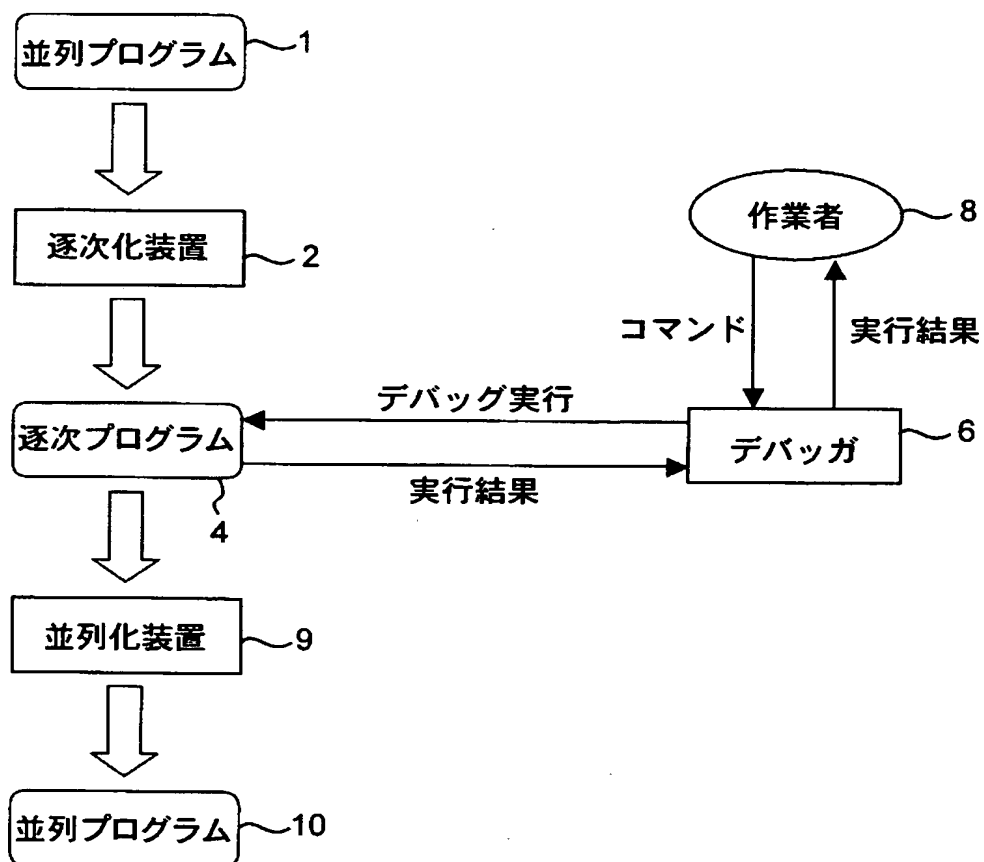 並列プログラム
1
逐次化装置
2
作業者
8
コマンド
実行結果
デバッグ実行
逐次プログラム
4
デバッガ
6
実行結果
並列化装置
9
並列プログラム
10